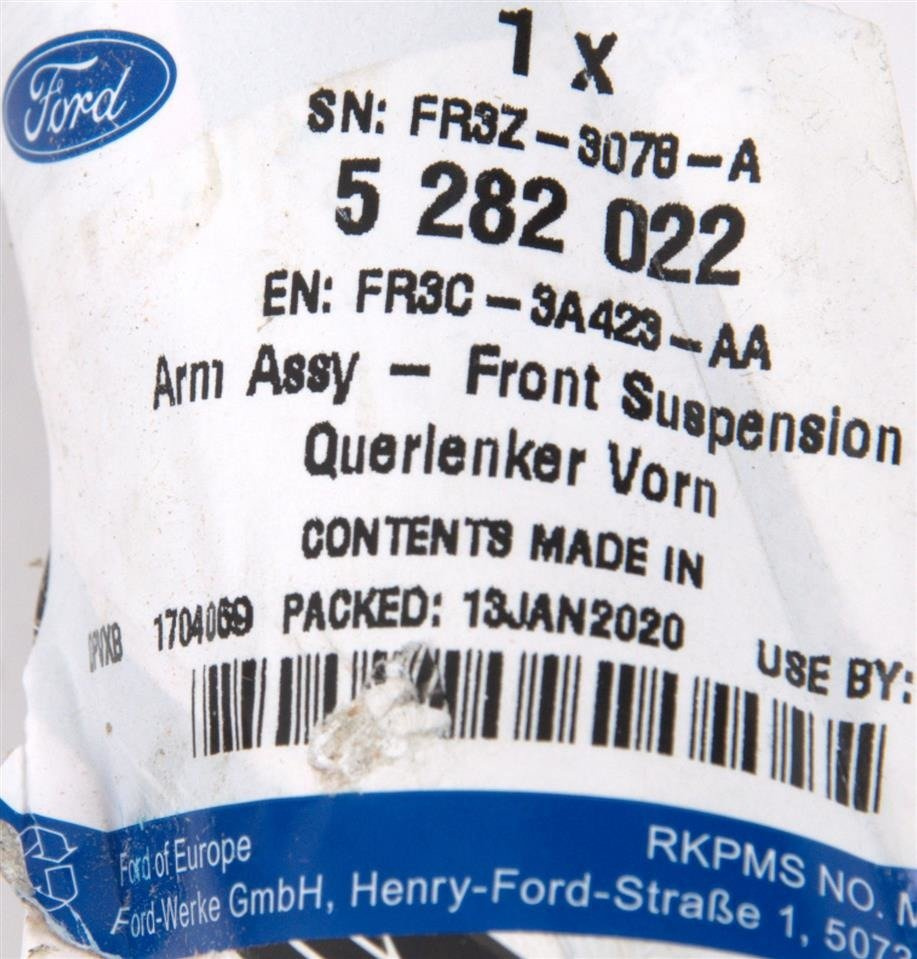 Ford
1 x
SN: FR3Z-3078-A
5 282 022
EN: FR3C-3A423-AA
Arm Assy - Front Suspension
Querlenker Vorn
CONTENTS MADE IN
1704069 PACKED: 13JAN2020 USE BY:
Ford of Europe
RKPMS NO.
Ford-Werke GmbH, Henry-Ford-Straße 1,